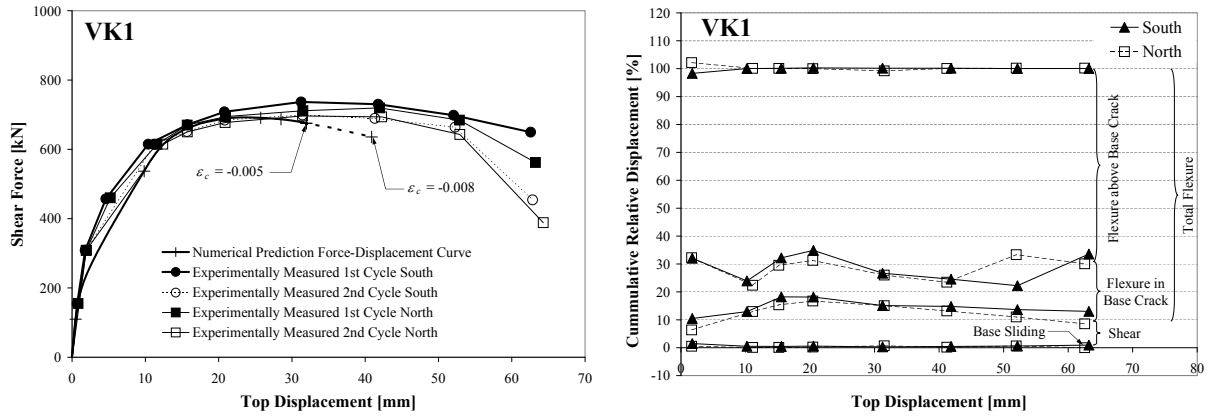 VK1
Shear Force [kN]
1000
800
600
400
200
0
εc = -0.005
εc = -0.008
Numerical Prediction Force-Displacement Curve
Experimentally Measured 1st Cycle South
Experimentally Measured 2nd Cycle South
Experimentally Measured 1st Cycle North
Experimentally Measured 2nd Cycle North
0 10 20 30 40 50 60 70
Top Displacement [mm]
VK1
South
North
Cummulative Relative Displacement [%]
120
110
100
90
80
70
60
50
40
30
20
10
0
-10
Flexure above Base Crack
Total Flexure
Flexure in
Base Crack
Base Sliding
Shear
0 10 20 30 40 50 60 70 80
Top Displacement [mm]